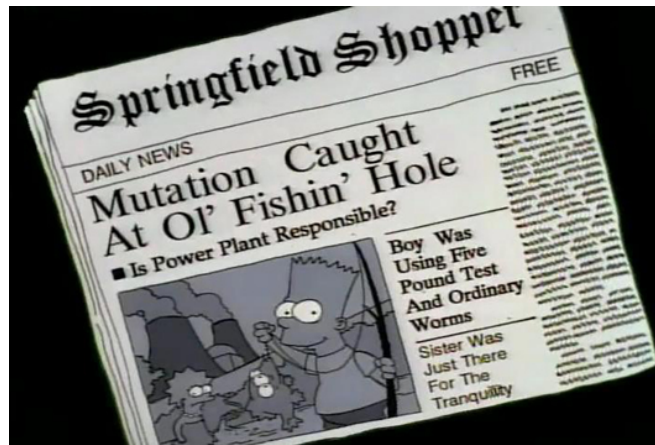 Springfield Shopper
DAILY NEWS
FREE
Mutation Caught
At Ol' Fishin' Hole
■ Is Power Plant Responsible?
Boy Was
Using Five
Pound Test
And Ordinary
Worms
Sister Was
Just There
For The
Tranquility